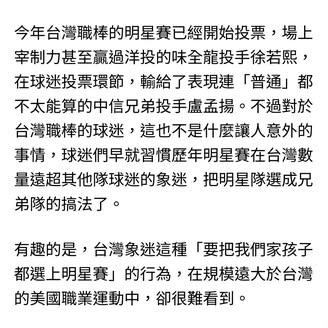 今年台灣職棒的明星賽已經開始投票，場上
宰制力甚至贏過洋投的味全龍投手徐若熙，
在球迷投票環節，輸給了表現連「普通」都
不太能算的中信兄弟投手盧孟揚。不過對於
台灣職棒的球迷，這也不是什麼讓人意外的
事情，球迷們早就習慣歷年明星賽在台灣數
量遠超其他隊球迷的象迷，把明星隊選成兄
弟隊的搞法了。
有趣的是，台灣象迷這種「要把我們家孩子
都選上明星賽」的行為，在規模遠大於台灣
的美國職業運動中，卻很難看到。